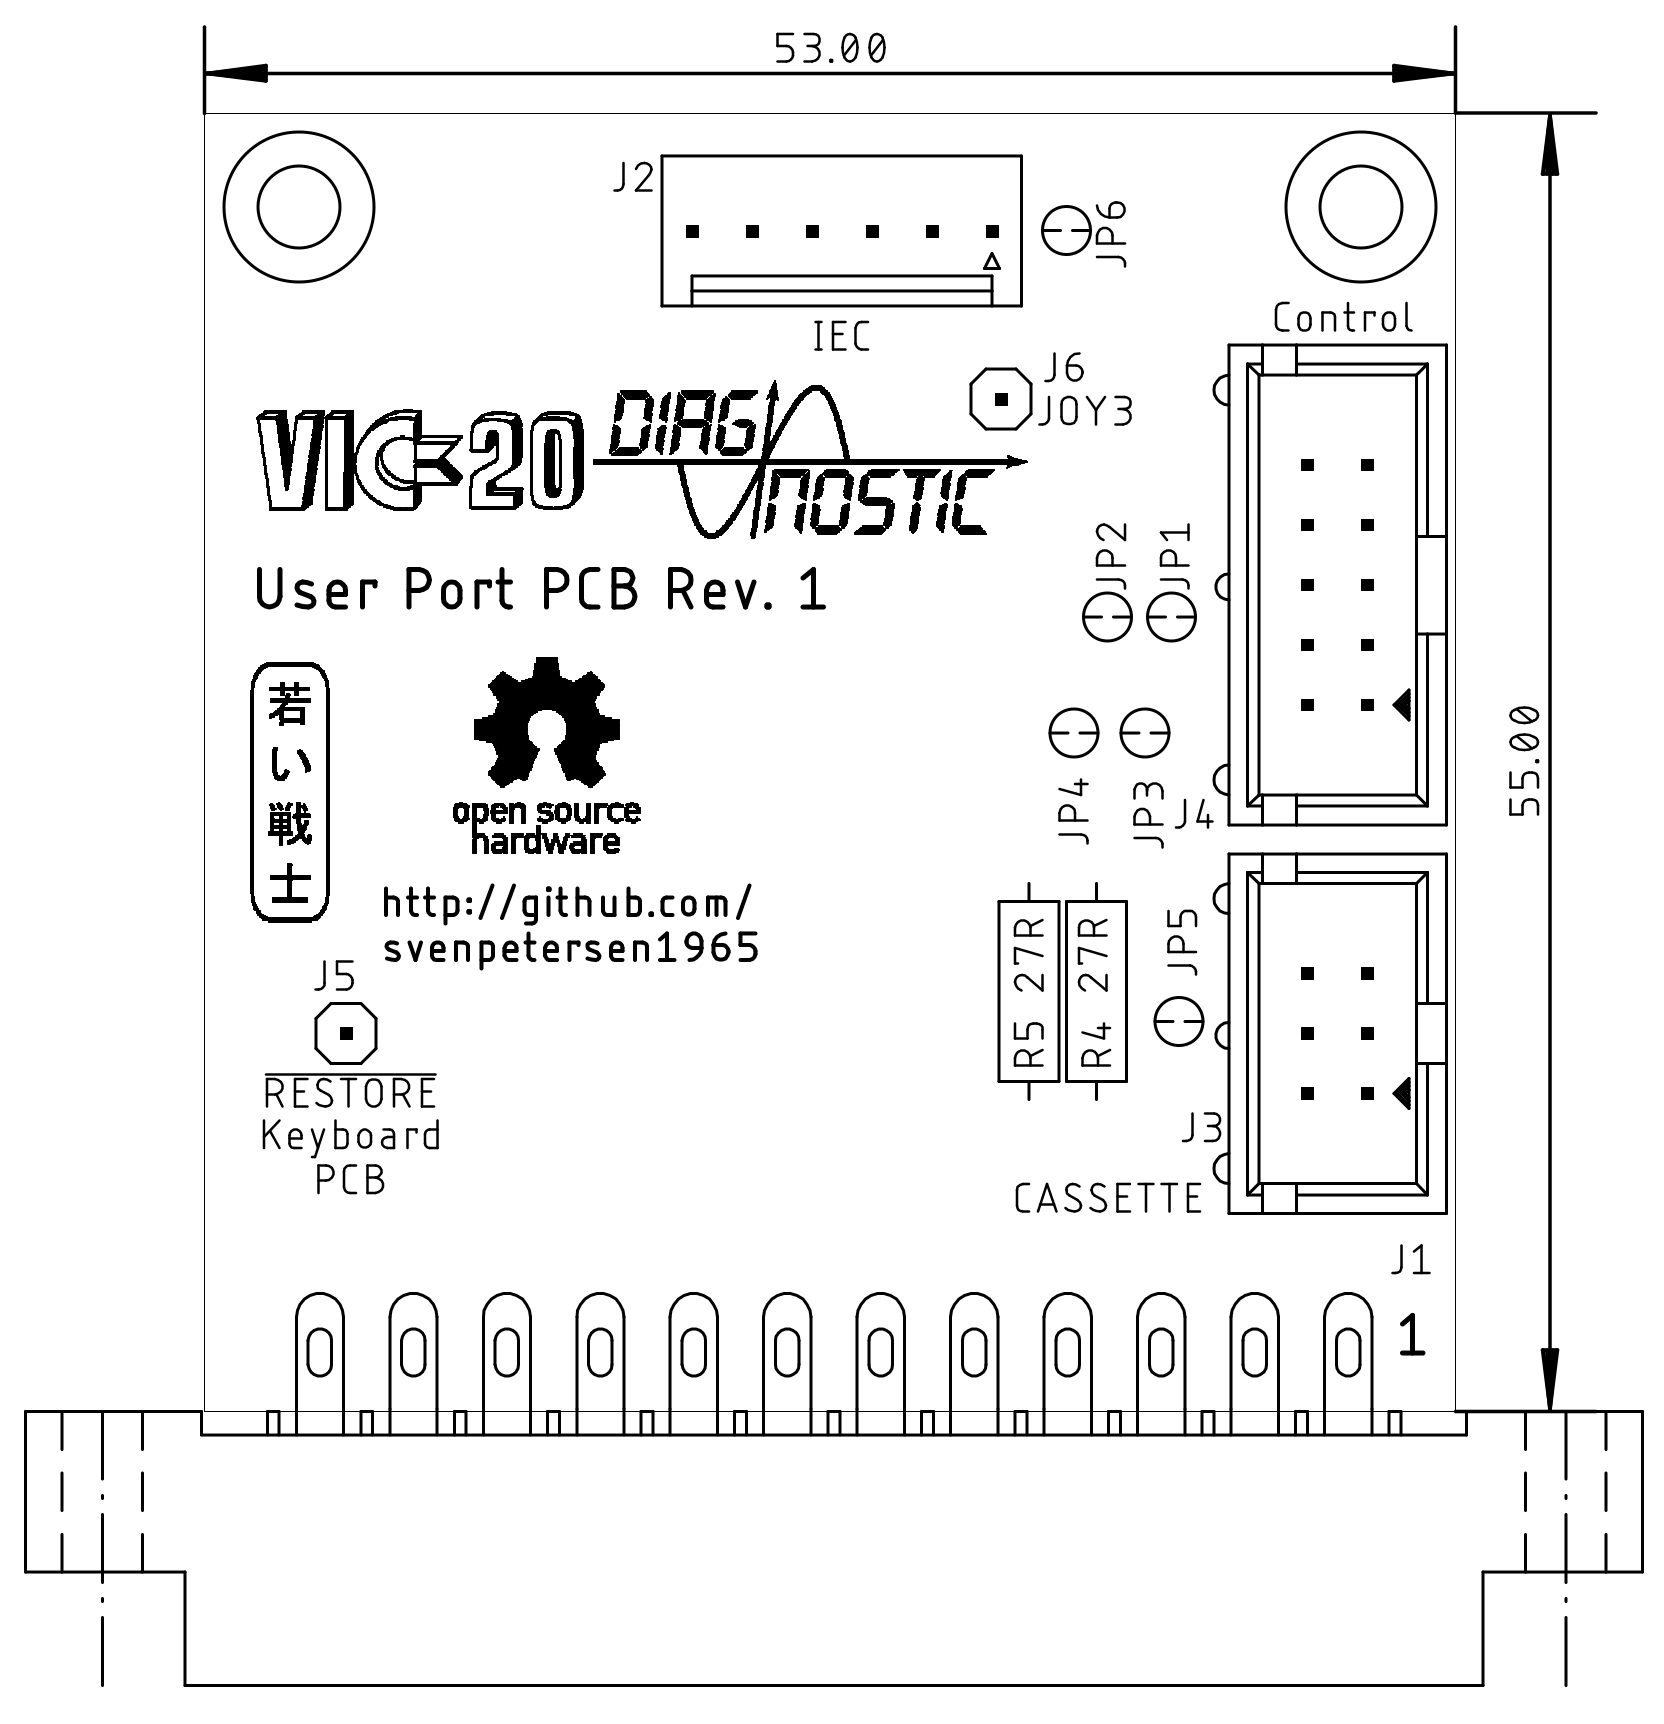 53.00
J2
JP6
IEC
Control
J6
JOY3
VIC-20
DIAG
NOSTIC
JP2
JP1
User Port PCB Rev. 1
若い戦士
open source
hardware
55.00
JP4
JP3
J4
http://github.com/
svenpetersen1965
J5
R5 27R
R4 27R
JP5
RESTORE
Keyboard
PCB
J3
CASSETTE
J1
1